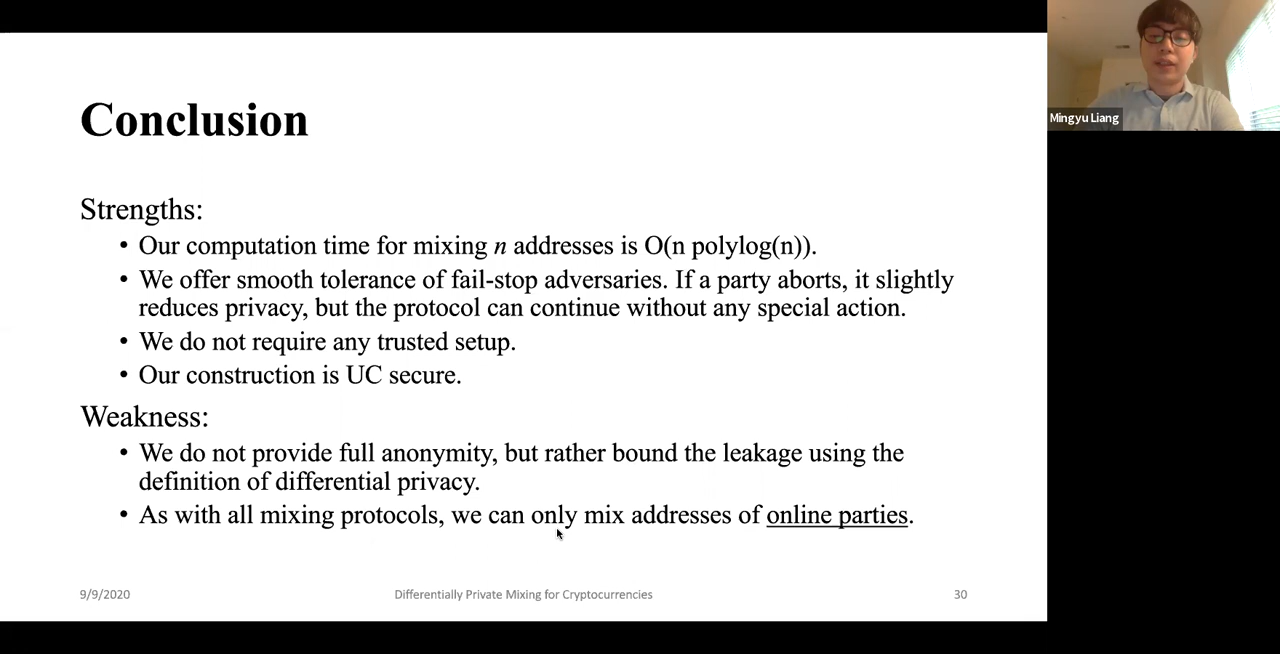 Conclusion
Strengths:
• Our computation time for mixing n addresses is O(n polylog(n)).
• We offer smooth tolerance of fail-stop adversaries. If a party aborts, it slightly
reduces privacy, but the protocol can continue without any special action.
• We do not require any trusted setup.
• Our construction is UC secure.
Weakness:
• We do not provide full anonymity, but rather bound the leakage using the
definition of differential privacy.
• As with all mixing protocols, we can only mix addresses of online parties.
9/9/2020
Differentially Private Mixing for Cryptocurrencies
30
Mingyu Liang